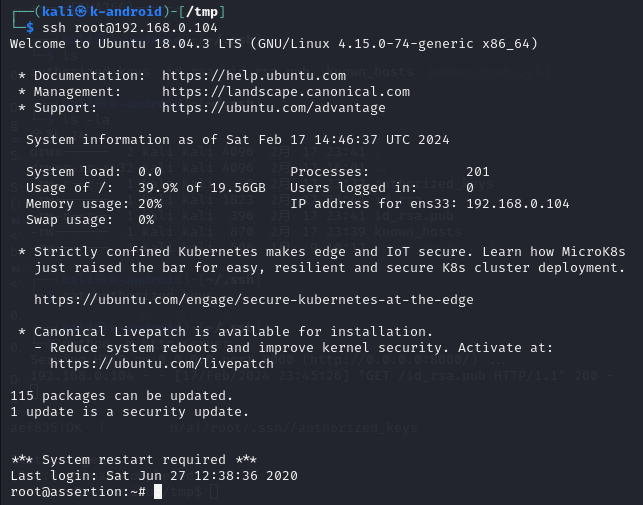 ┌──(kali㉿k-android)-[/tmp]
└─$ ssh root@192.168.0.104
Welcome to Ubuntu 18.04.3 LTS (GNU/Linux 4.15.0-74-generic x86_64)

 * Documentation:  https://help.ubuntu.com
 * Management:     https://landscape.canonical.com
 * Support:        https://ubuntu.com/advantage

  System information as of Sat Feb 17 14:46:37 UTC 2024

  System load:  0.0                Processes:            201
  Usage of /:   39.9% of 19.56GB   Users logged in:      0
  Memory usage: 20%                IP address for ens33: 192.168.0.104
  Swap usage:   0%

 * Strictly confined Kubernetes makes edge and IoT secure. Learn how MicroK8s
   just raised the bar for easy, resilient and secure K8s cluster deployment.

   https://ubuntu.com/engage/secure-kubernetes-at-the-edge

 * Canonical Livepatch is available for installation.
   - Reduce system reboots and improve kernel security. Activate at:
     https://ubuntu.com/livepatch

115 packages can be updated.
1 update is a security update.

*** System restart required ***
Last login: Sat Jun 27 12:38:36 2020
root@assertion:~#